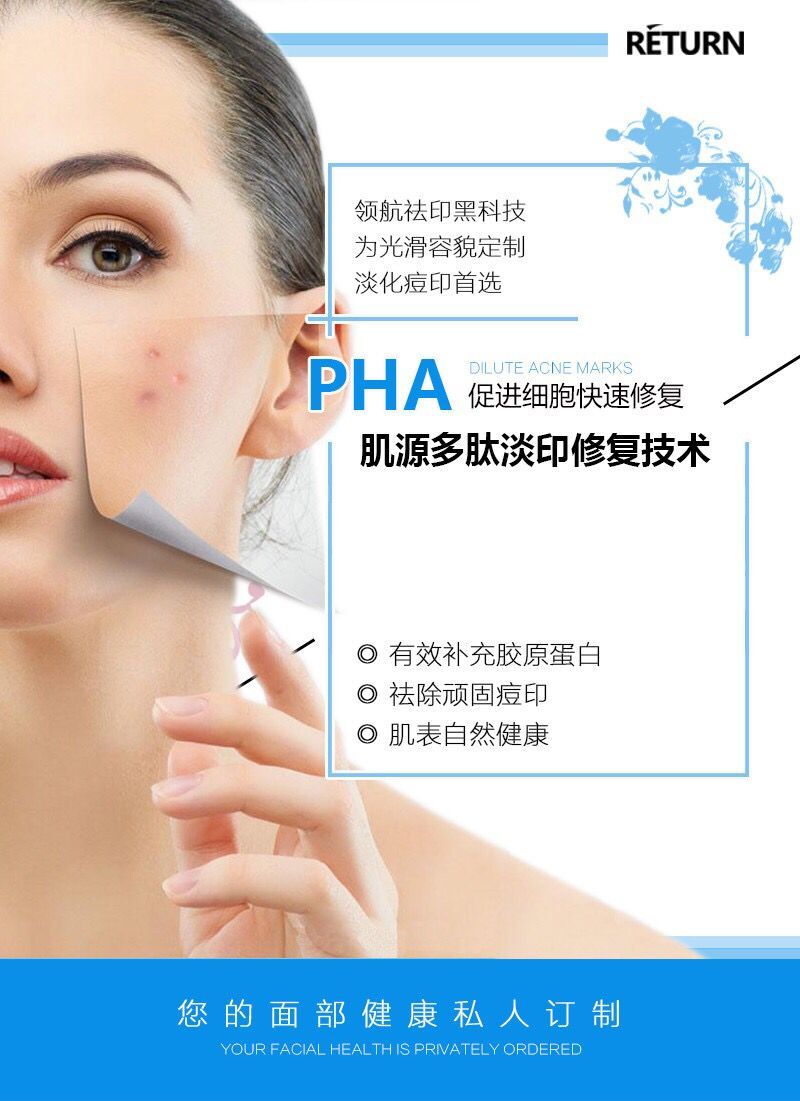 RÉTURN
领航祛印黑科技
为光滑容貌定制
淡化痘印首选
PHA
DILUTE ACNE MARKS
促进细胞快速修复
肌源多肽淡印修复技术
◎ 有效补充胶原蛋白
◎ 祛除顽固痘印
◎ 肌表自然健康
您的面部健康私人订制
YOUR FACIAL HEALTH IS PRIVATELY ORDERED